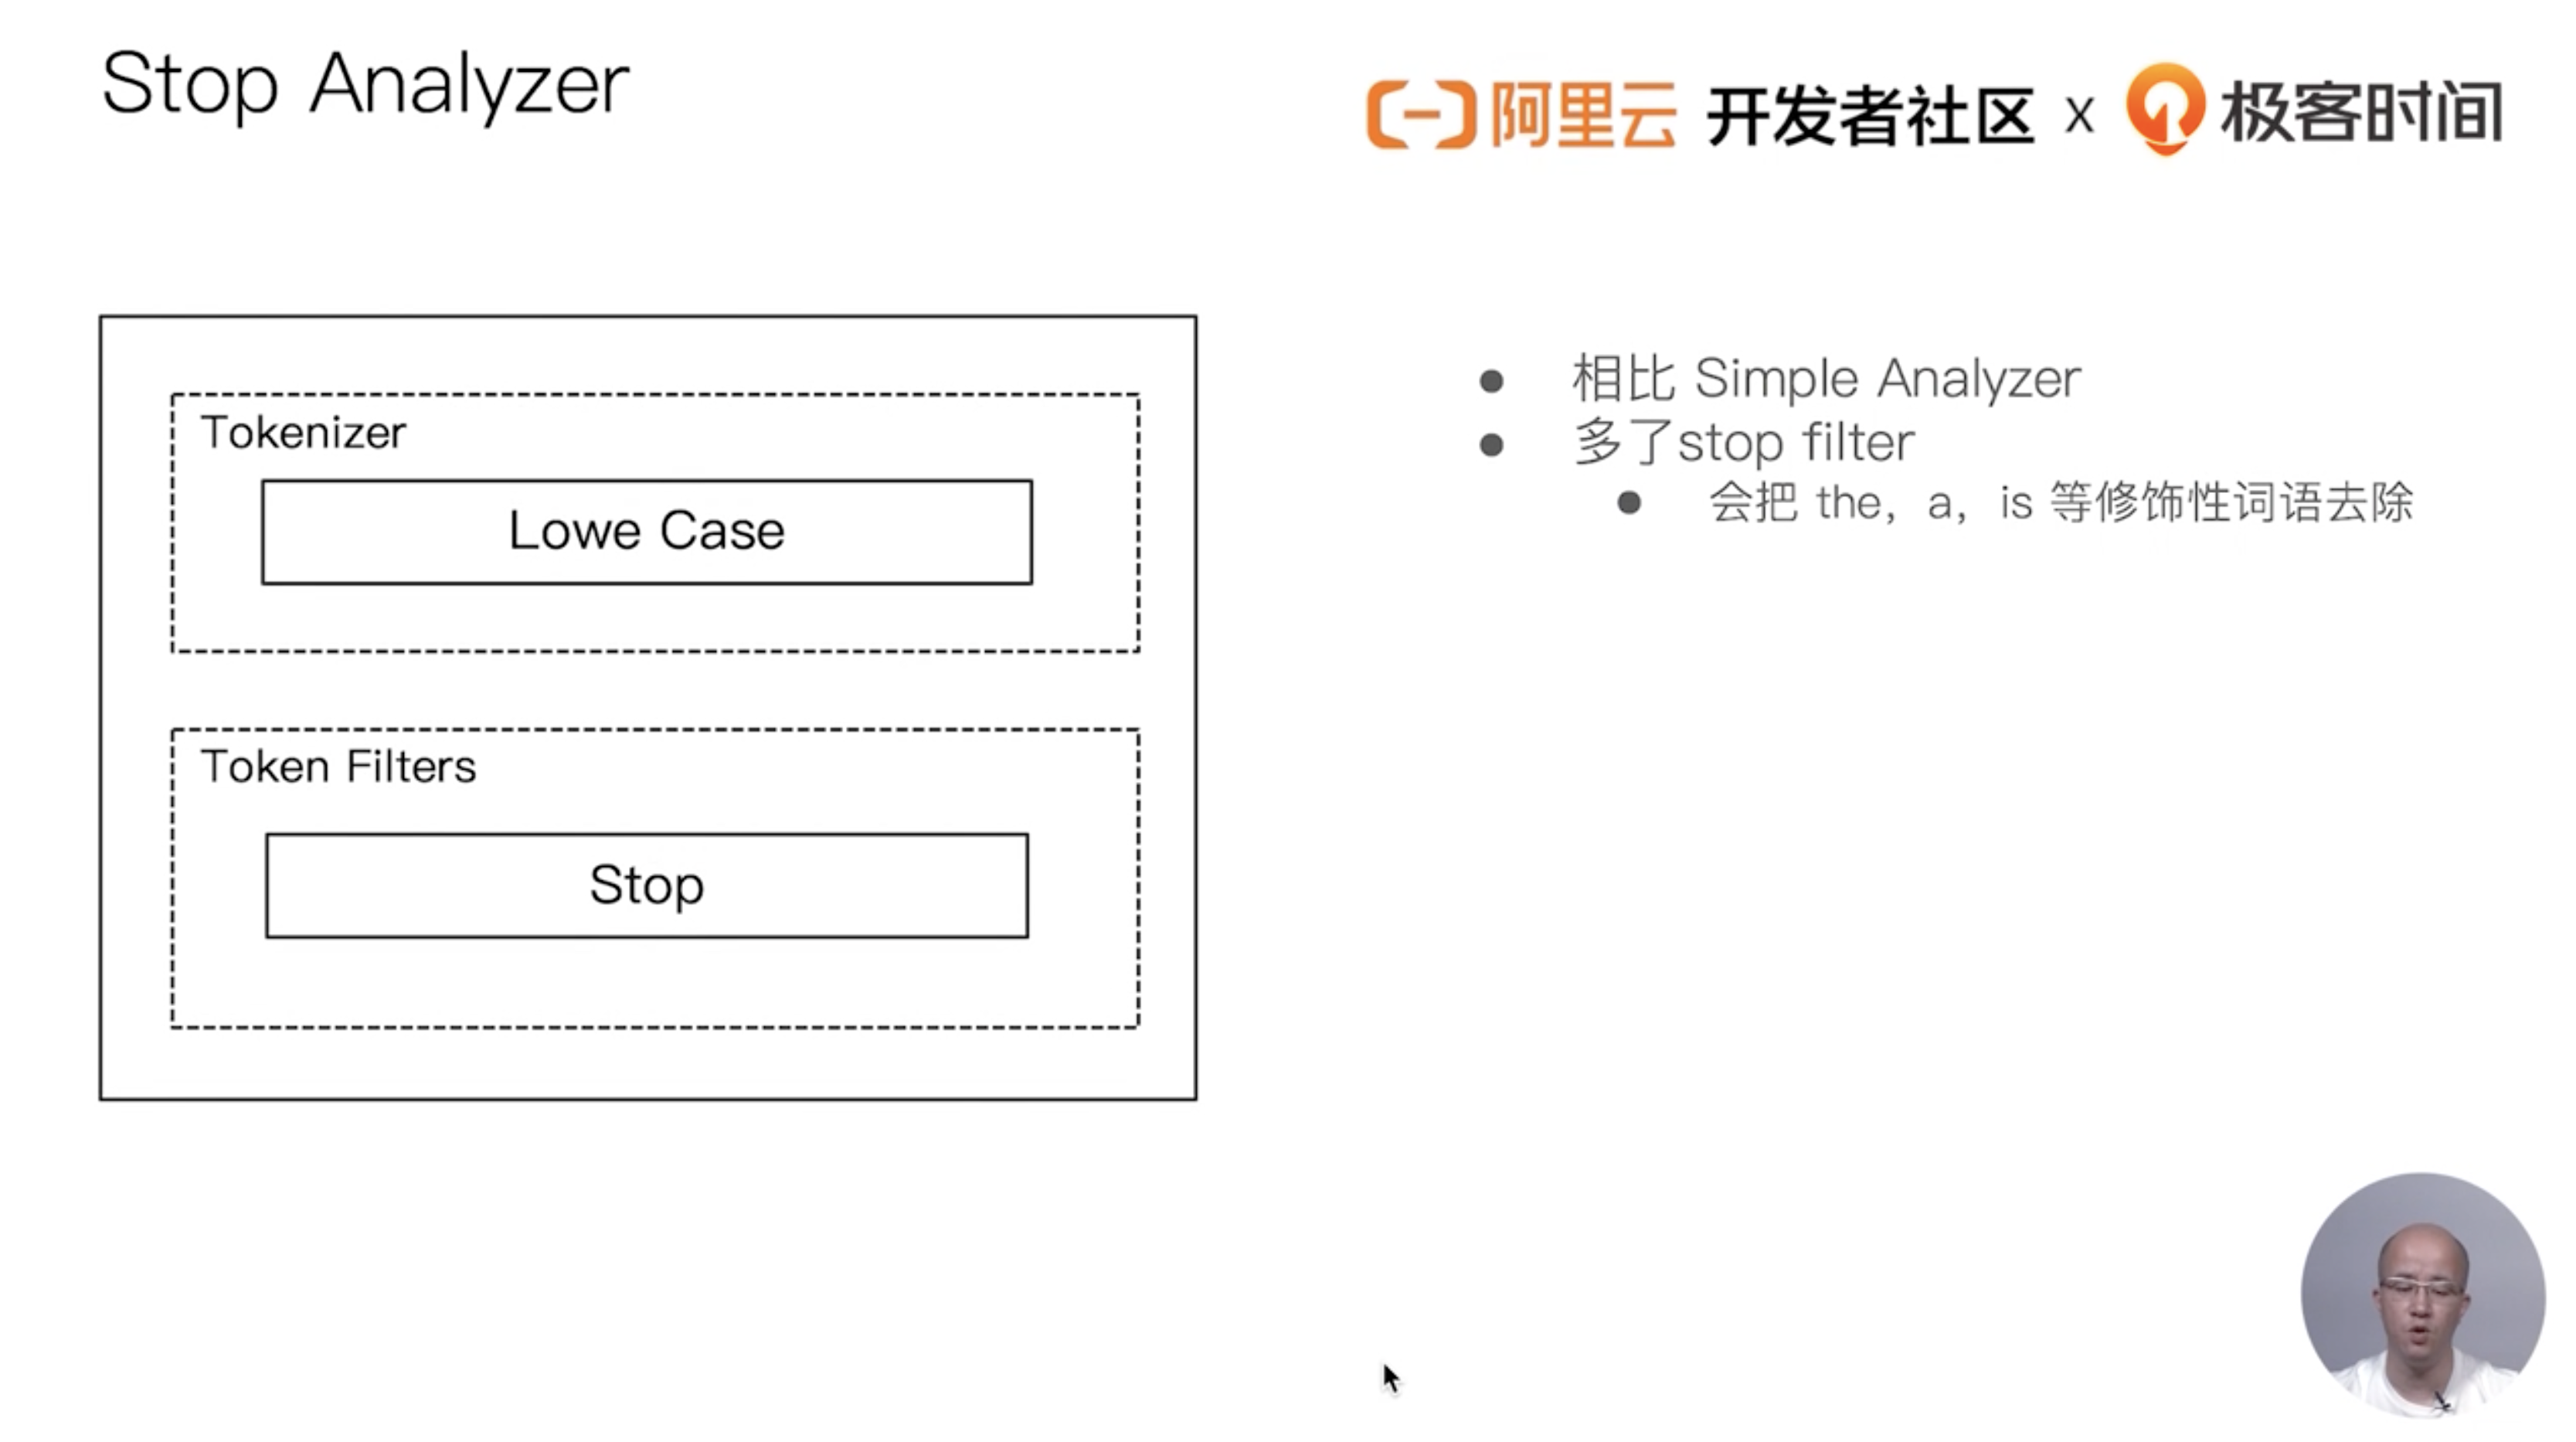 Stop Analyzer
阿里云 开发者社区 x 极客时间
Tokenizer
Lowe Case
Token Filters
Stop
相比 Simple Analyzer
多了stop filter
会把 the，a，is 等修饰性词语去除